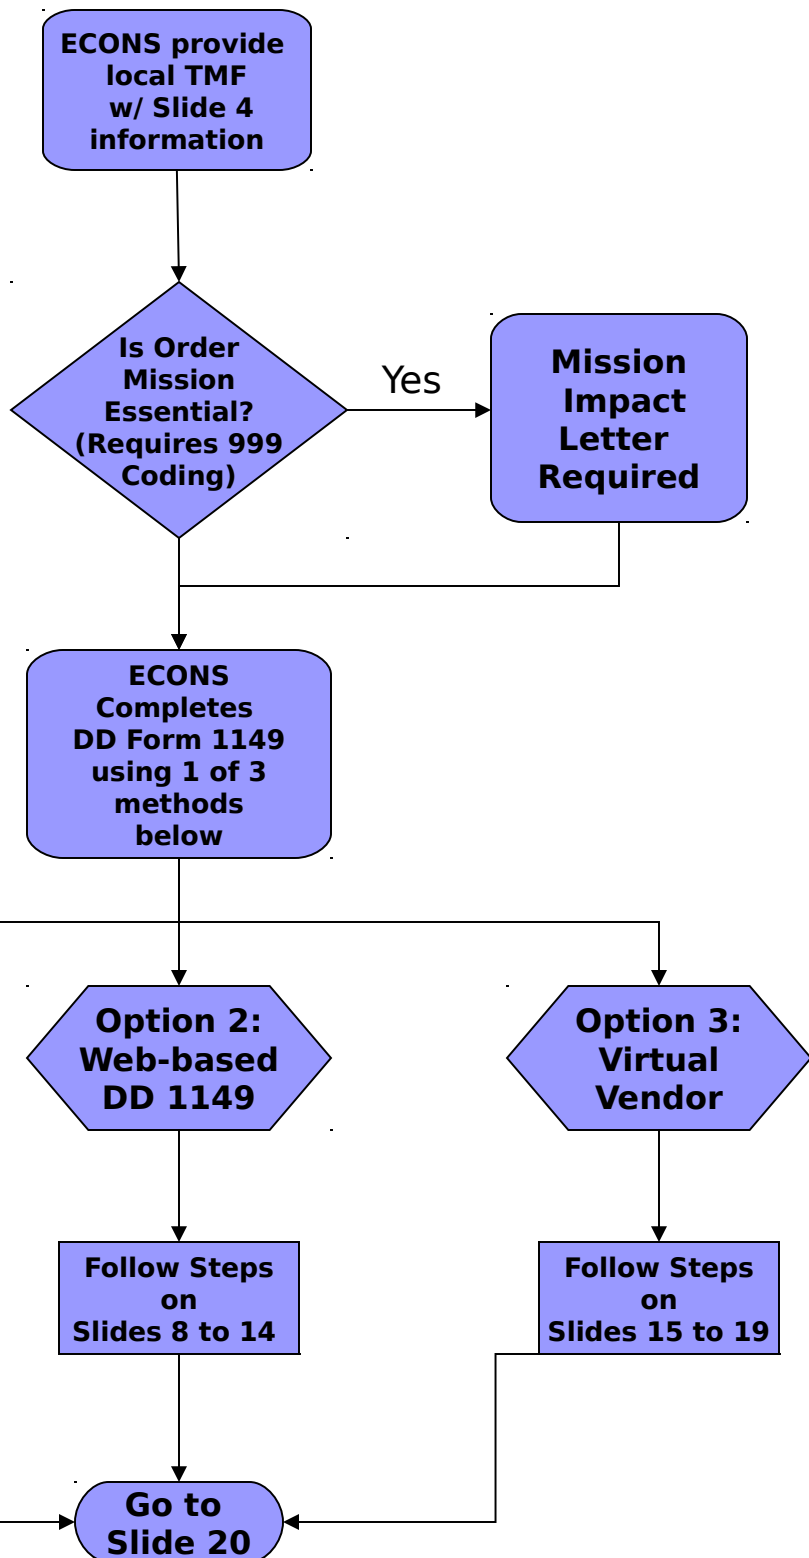 ECONS provide
local TMF
w/ Slide 4
information
Is Order
Mission
Essential?
(Requires 999
Coding)
Yes
Mission
Impact
Letter
Required
ECONS
Completes
DD Form 1149
using 1 of 3
methods
below
Option 2:
Web-based
DD 1149
Option 3:
Virtual
Vendor
Follow Steps
on
Slides 8 to 14
Follow Steps
on
Slides 15 to 19
Go to
Slide 20